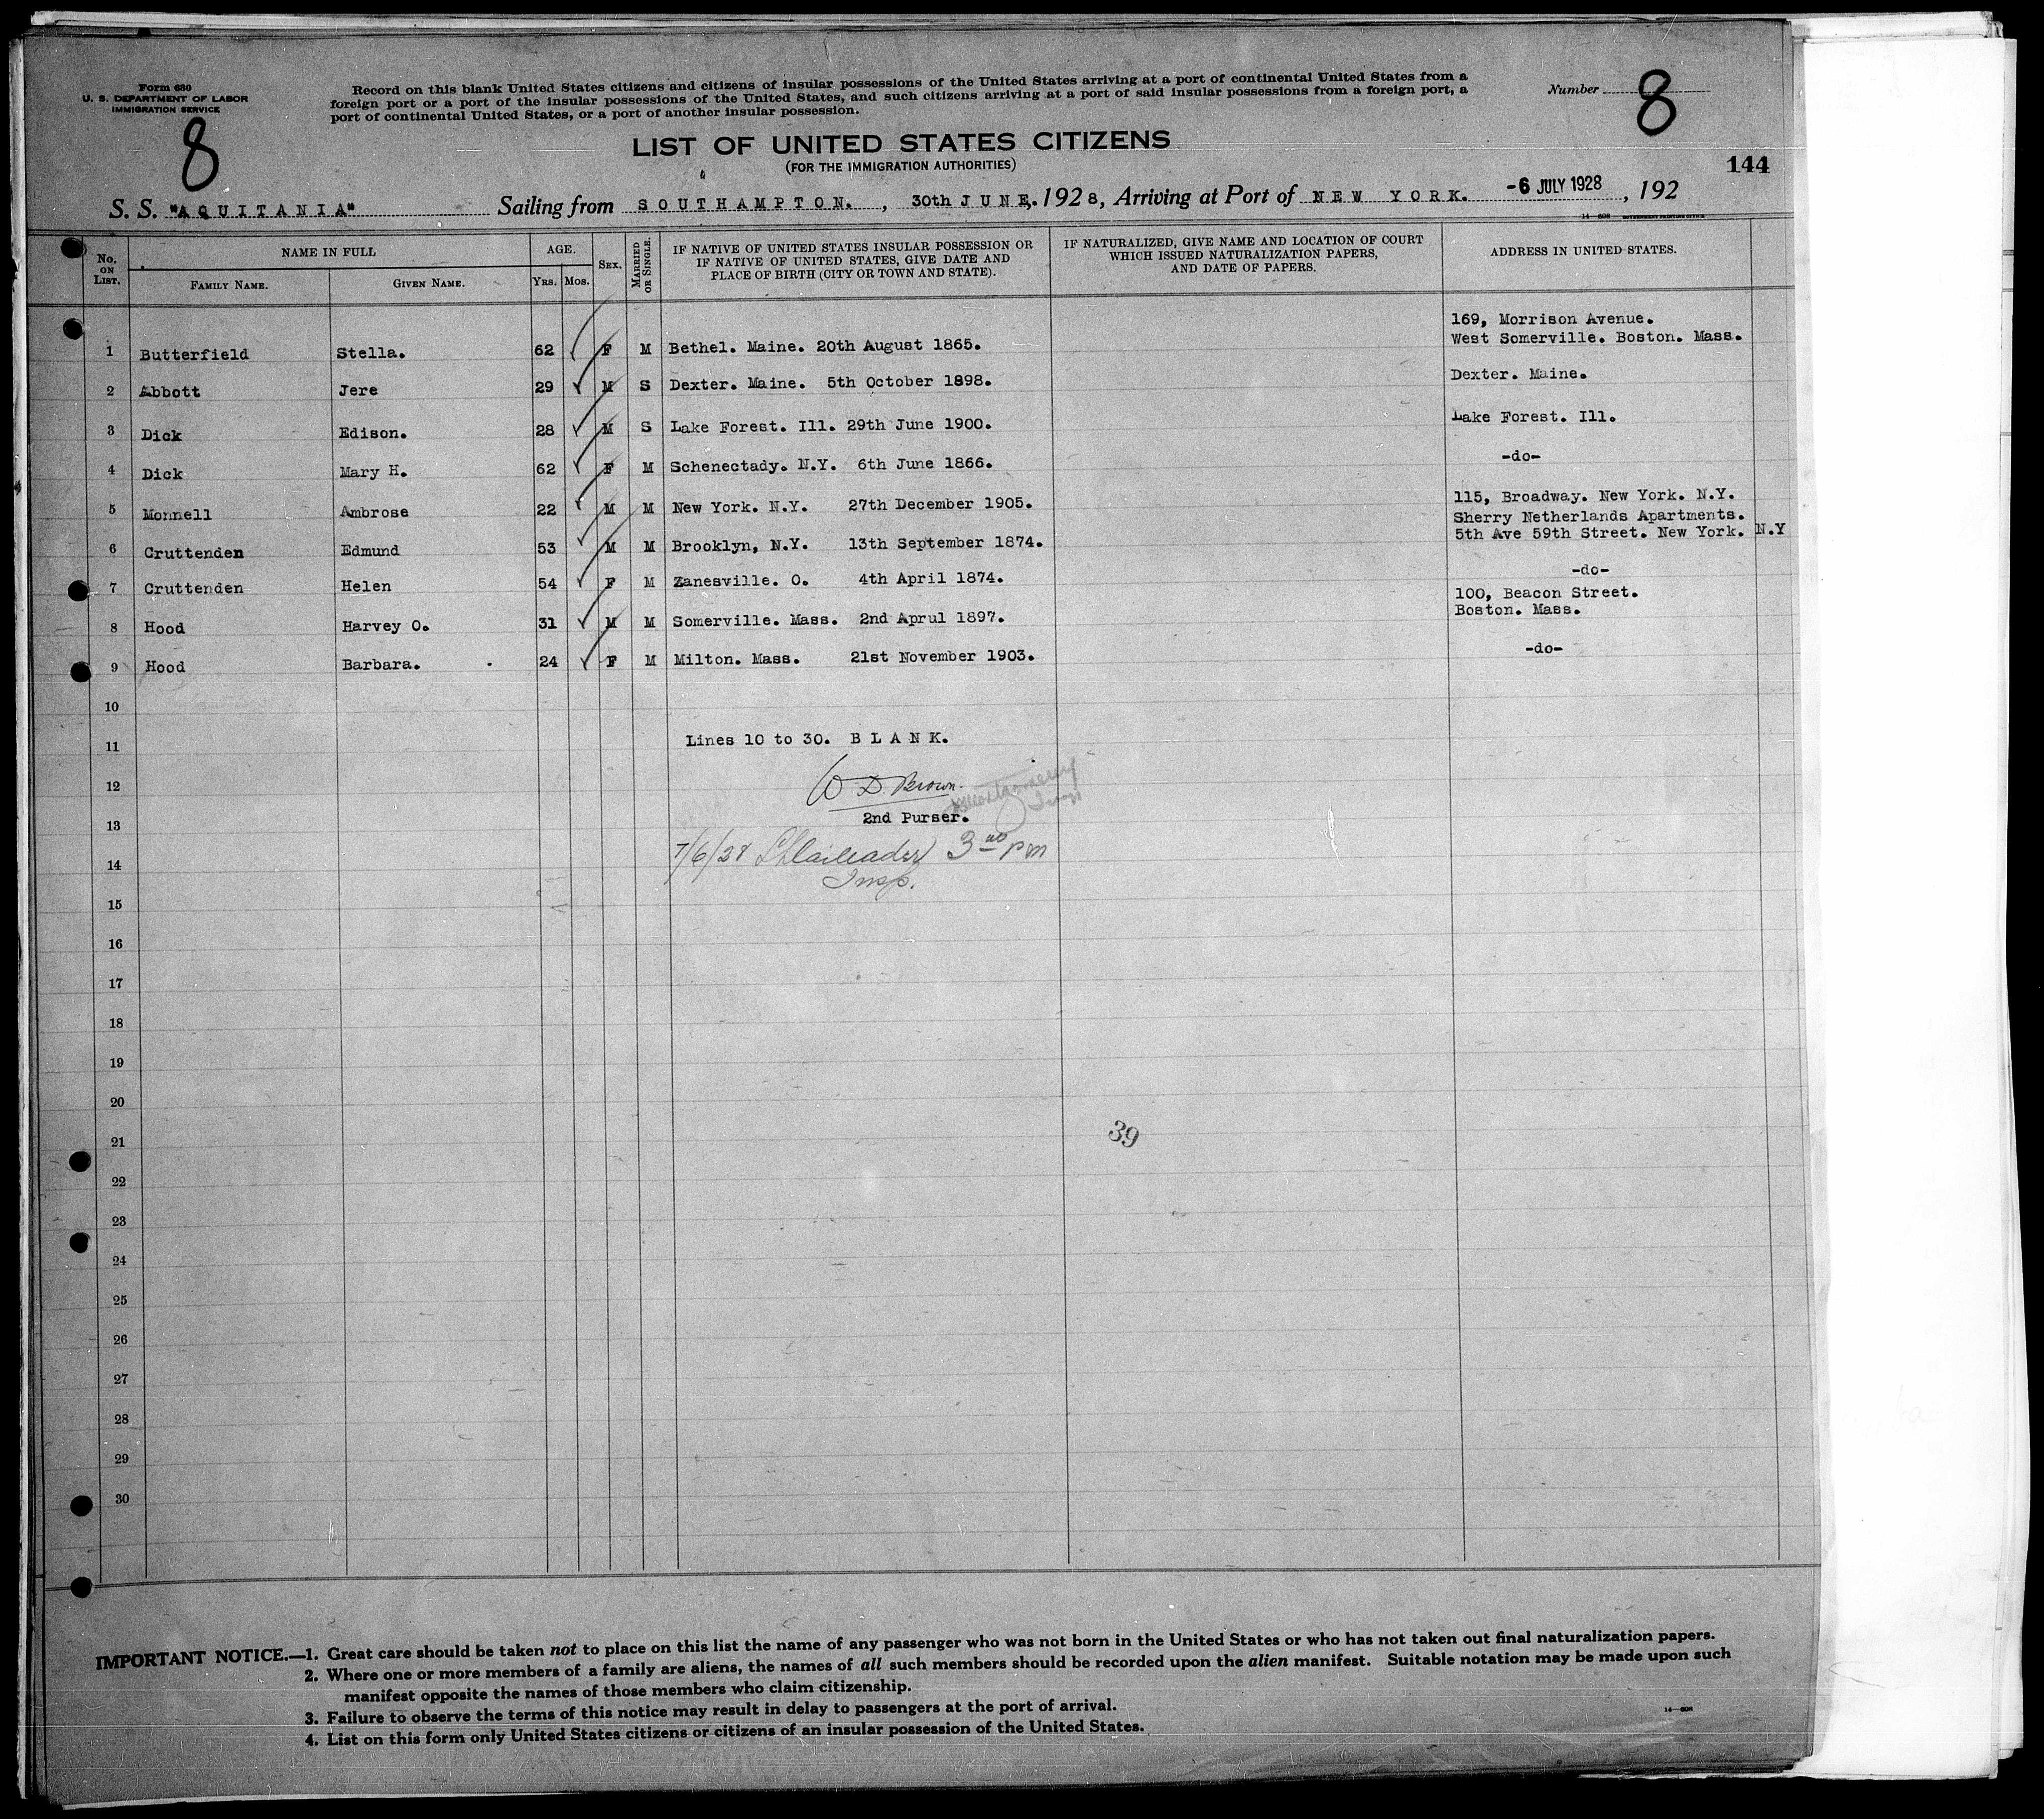 Form 630
U. S. DEPARTMENT OF LABOR
IMMIGRATION SERVICE
8
Record on this blank United States citizens and citizens of insular possessions of the United States arriving at a port of continental United States from a
foreign port or a port of the insular possessions of the United States, and such citizens arriving at a port of said insular possessions from a foreign port, a
port of continental United States, or a port of another insular possession.
Number 8
LIST OF UNITED STATES CITIZENS
(FOR THE IMMIGRATION AUTHORITIES)
144
S. S. "AQUITANIA" Sailing from SOUTHAMPTON. , 30th JUNE, 1928, Arriving at Port of NEW YORK. -6 JULY 1928 , 192
14—608 GOVERNMENT PRINTING OFFICE
No. ON LIST. NAME IN FULL AGE. SEX. MARRIED OR SINGLE. IF NATIVE OF UNITED STATES INSULAR POSSESSION OR IF NATIVE OF UNITED STATES, GIVE DATE AND PLACE OF BIRTH (CITY OR TOWN AND STATE). IF NATURALIZED, GIVE NAME AND LOCATION OF COURT WHICH ISSUED NATURALIZATION PAPERS, AND DATE OF PAPERS. ADDRESS IN UNITED STATES.
FAMILY NAME. GIVEN NAME. YRS. MOS.
169, Morrison Avenue.
1 Butterfield Stella. 62 F M Bethel. Maine. 20th August 1865. West Somerville. Boston. Mass.
2 Abbott Jere 29 M S Dexter. Maine. 5th October 1898. Dexter. Maine.
3 Dick Edison. 28 M S Lake Forest. Ill. 29th June 1900. Lake Forest. Ill.
4 Dick Mary H. 62 F M Schenectady. N.Y. 6th June 1866. -do-
5 Monnell Ambrose 22 M M New York. N.Y. 27th December 1905. 115, Broadway. New York. N.Y.
Sherry Netherlands Apartments.
6 Cruttenden Edmund 53 M M Brooklyn, N.Y. 13th September 1874. 5th Ave 59th Street. New York. N.Y
7 Cruttenden Helen 54 F M Zanesville. O. 4th April 1874. -do-
100, Beacon Street.
8 Hood Harvey O. 31 M M Somerville. Mass. 2nd Aprul 1897. Boston. Mass.
9 Hood Barbara. 24 F M Milton. Mass. 21st November 1903. -do-
10
11 Lines 10 to 30. B L A N K.
12 W D Brown.
13 2nd Purser.
14 7/6/28 3 00 pm
Insp.
15
16
17
18
19
20
21 39
22
23
24
25
26
27
28
29
30
IMPORTANT NOTICE.—1. Great care should be taken not to place on this list the name of any passenger who was not born in the United States or who has not taken out final naturalization papers.
2. Where one or more members of a family are aliens, the names of all such members should be recorded upon the alien manifest. Suitable notation may be made upon such
manifest opposite the names of those members who claim citizenship.
3. Failure to observe the terms of this notice may result in delay to passengers at the port of arrival.
4. List on this form only United States citizens or citizens of an insular possession of the United States.
14—608